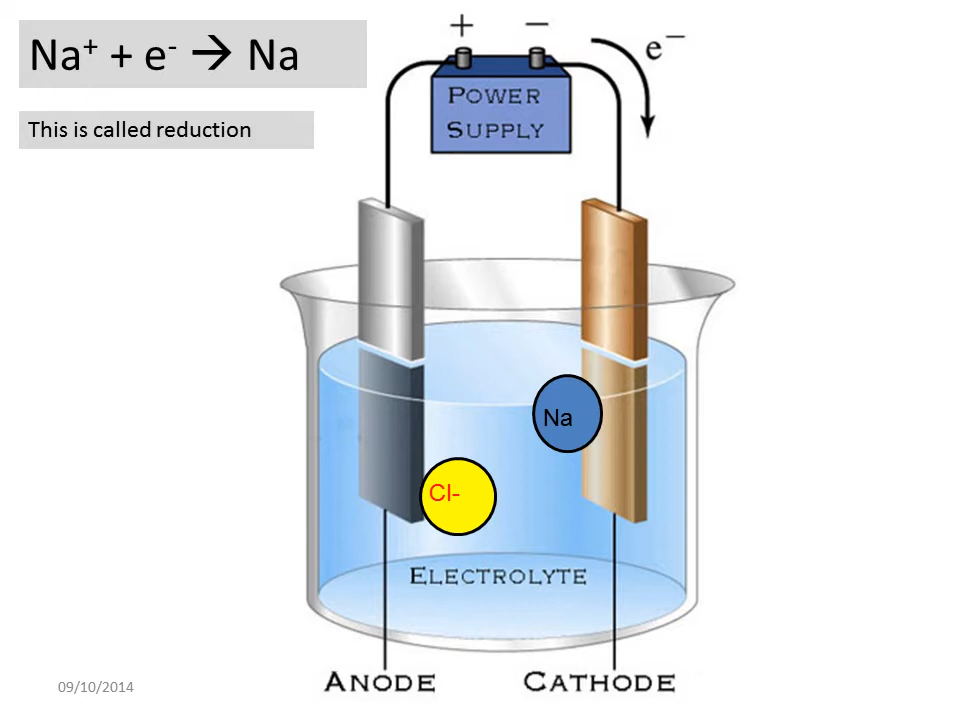 Na⁺ + e⁻ → Na
This is called reduction
+ −
e⁻
POWER
SUPPLY
Na
Cl-
ELECTROLYTE
ANODE
CATHODE
09/10/2014